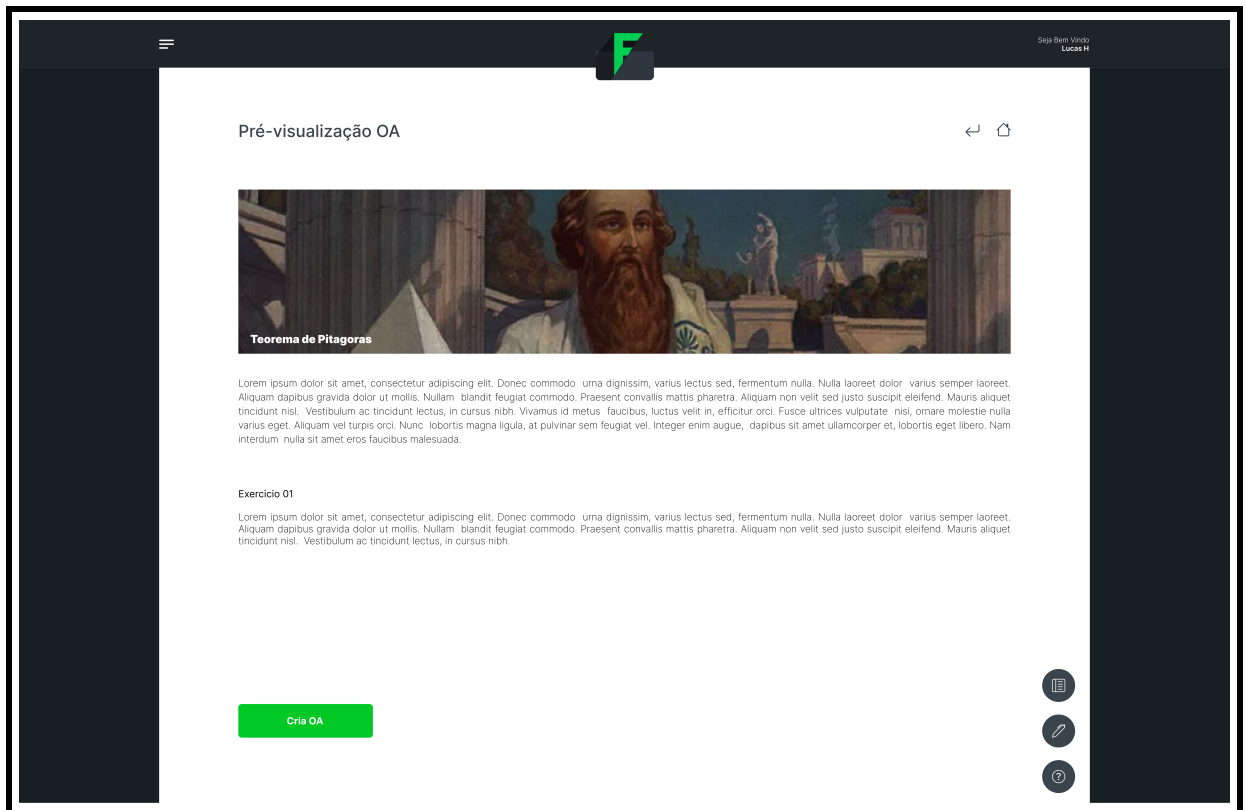 Seja Bem Vindo
Lucas H
F
Pré-visualização OA
Teorema de Pitagoras
Lorem ipsum dolor sit amet, consectetur adipiscing elit. Donec commodo urna dignissim, varius lectus sed, fermentum nulla. Nulla laoreet dolor varius semper laoreet.
Aliquam dapibus gravida dolor ut mollis. Nullam blandit feugiat commodo. Praesent convallis mattis pharetra. Aliquam non velit sed justo suscipit eleifend. Mauris aliquet
tincidunt nisl. Vestibulum ac tincidunt lectus, in cursus nibh. Vivamus id metus faucibus, luctus velit in, efficitur orci. Fusce ultrices vulputate nisi, ornare molestie nulla
varius eget. Aliquam vel turpis orci. Nunc lobortis magna ligula, at pulvinar sem feugiat vel. Integer enim augue, dapibus sit amet ullamcorper et, lobortis eget libero. Nam
interdum nulla sit amet eros faucibus malesuada.
Exercicio 01
Lorem ipsum dolor sit amet, consectetur adipiscing elit. Donec commodo urna dignissim, varius lectus sed, fermentum nulla. Nulla laoreet dolor varius semper laoreet.
Aliquam dapibus gravida dolor ut mollis. Nullam blandit feugiat commodo. Praesent convallis mattis pharetra. Aliquam non velit sed justo suscipit eleifend. Mauris aliquet
tincidunt nisl. Vestibulum ac tincidunt lectus, in cursus nibh.
Cria OA
?